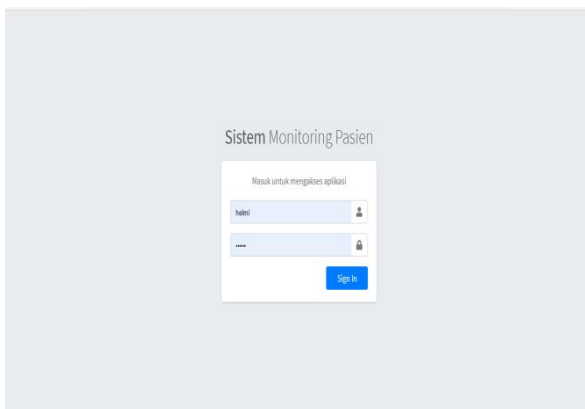 Sistem Monitoring Pasien
Masuk untuk mengakses aplikasi
helmi
•••••
Sign In